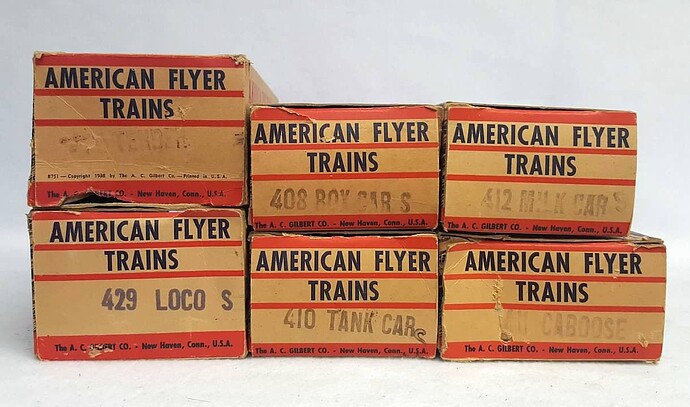 AMERICAN FLYER
TRAINS
TENDER
8751—Copyright 1938 by The A. C. Gilbert Co.—Printed in U.S.A.
The A. C. GILBERT CO. - New Haven, Conn., U.S.A.
AMERICAN FLYER
TRAINS
408 BOX CAR S
The A. C. GILBERT CO. - New Haven, Conn., U.S.A.
AMERICAN FLYER
TRAINS
412 MILK CAR S
The A. C. GILBERT CO. - New Haven, Conn., U.S.A.
AMERICAN FLYER
TRAINS
429 LOCO S
The A. C. GILBERT CO. - New Haven, Conn., U.S.A.
AMERICAN FLYER
TRAINS
410 TANK CAR S
The A. C. GILBERT CO. - New Haven, Conn., U.S.A.
AMERICAN FLYER
TRAINS
CABOOSE
The A. C. GILBERT CO. - New Haven, Conn., U.S.A.